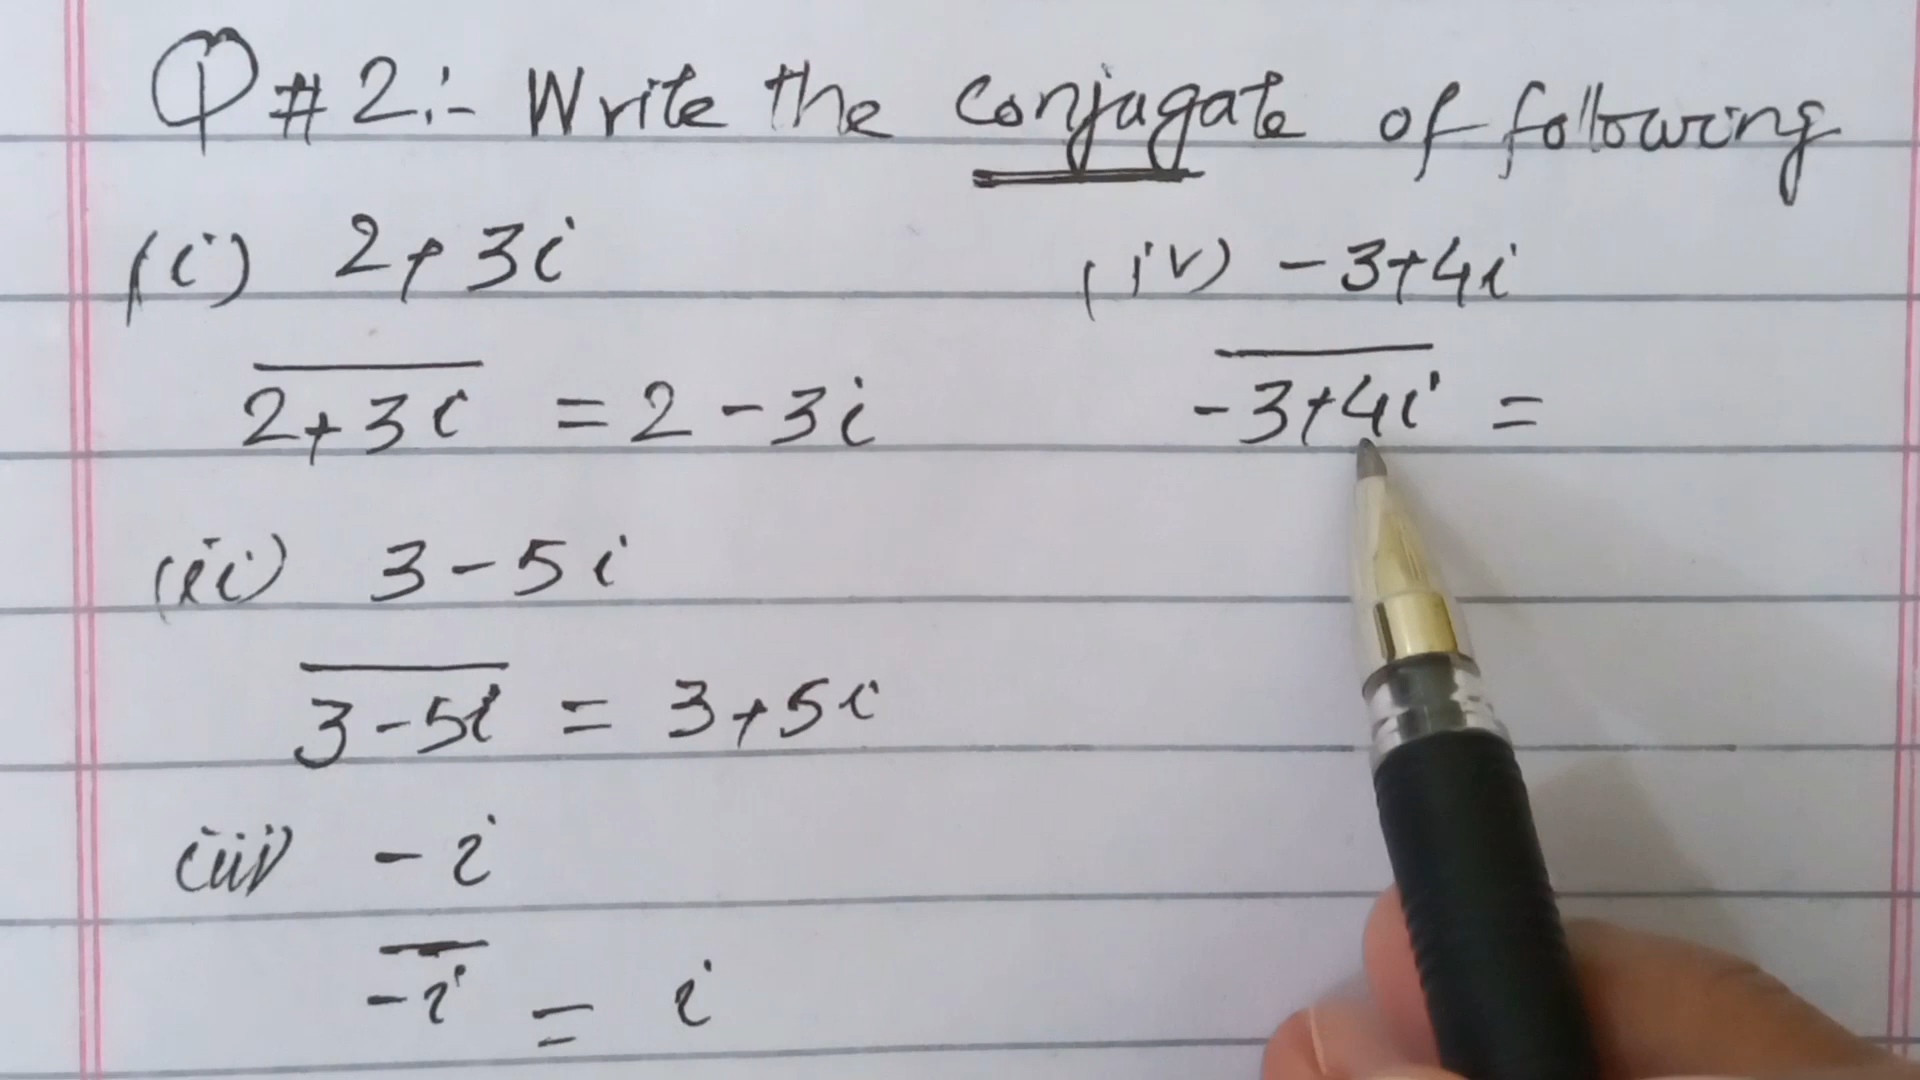 Q # 2:- Write the conjugate of following
(i) 2+3i
2+3i = 2-3i
(ii) 3-5i
3-5i = 3+5i
(iii) -i
-i = i
(iv) -3+4i
-3+4i =